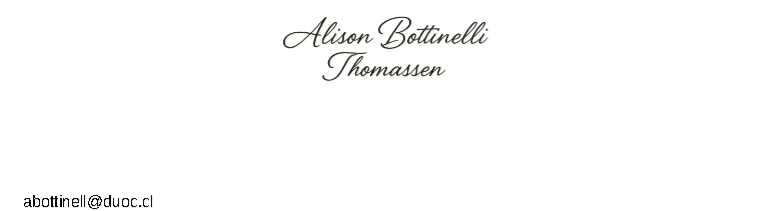 Alison Bottinelli
Thomassen
abottinell@duoc.cl